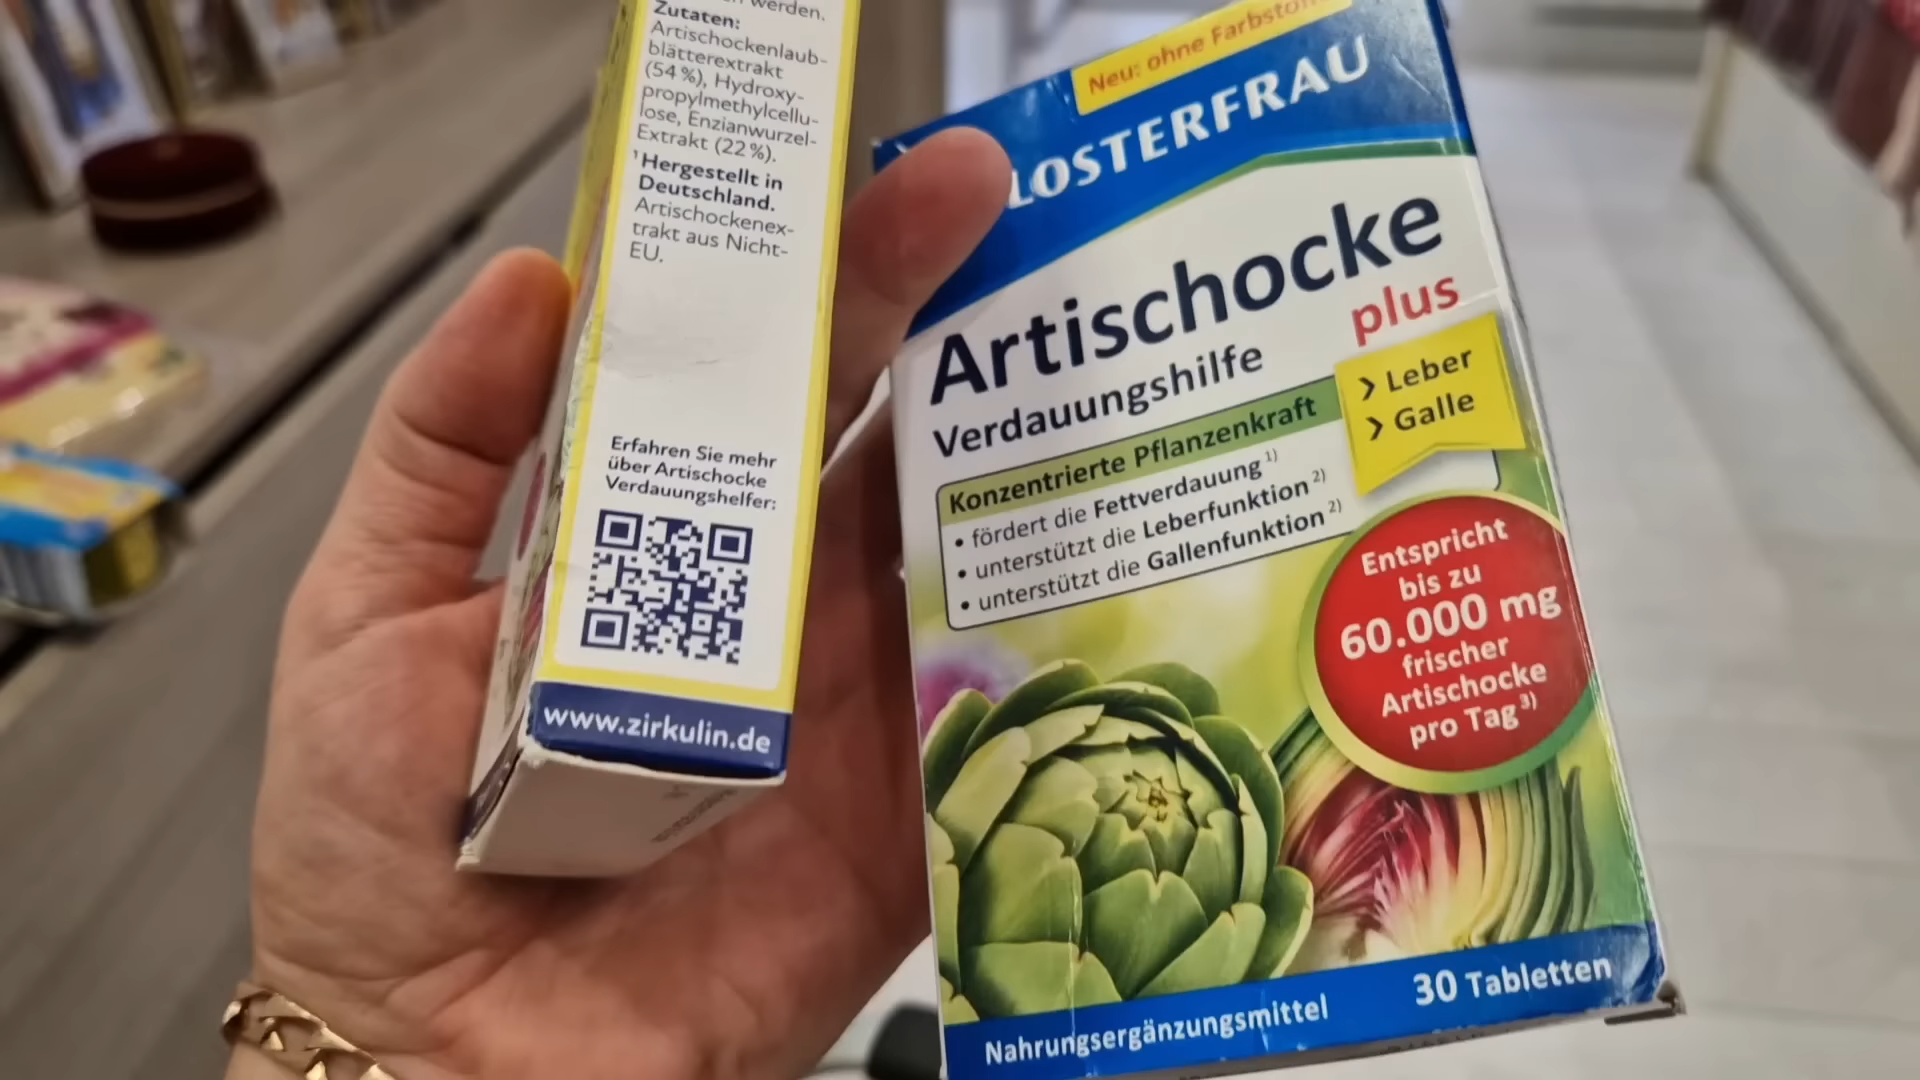 werden.
Zutaten:
Artischockenlaub-
blätterextrakt
(54 %), Hydroxy-
propylmethylcellu-
lose, Enzianwurzel-
Extrakt (22 %).
¹Hergestellt in
Deutschland.
Artischockenex-
trakt aus Nicht-
EU.
Erfahren Sie mehr
über Artischocke
Verdauungshelfer:
www.zirkulin.de
Neu: ohne Farbstoff
LOSTERFRAU
Artischocke
plus
Verdauungshilfe
› Leber
› Galle
Konzentrierte Pflanzenkraft
• fördert die Fettverdauung 1)
• unterstützt die Leberfunktion 2)
• unterstützt die Gallenfunktion 2)
Entspricht
bis zu
60.000 mg
frischer
Artischocke
pro Tag 3)
Nahrungsergänzungsmittel
30 Tabletten